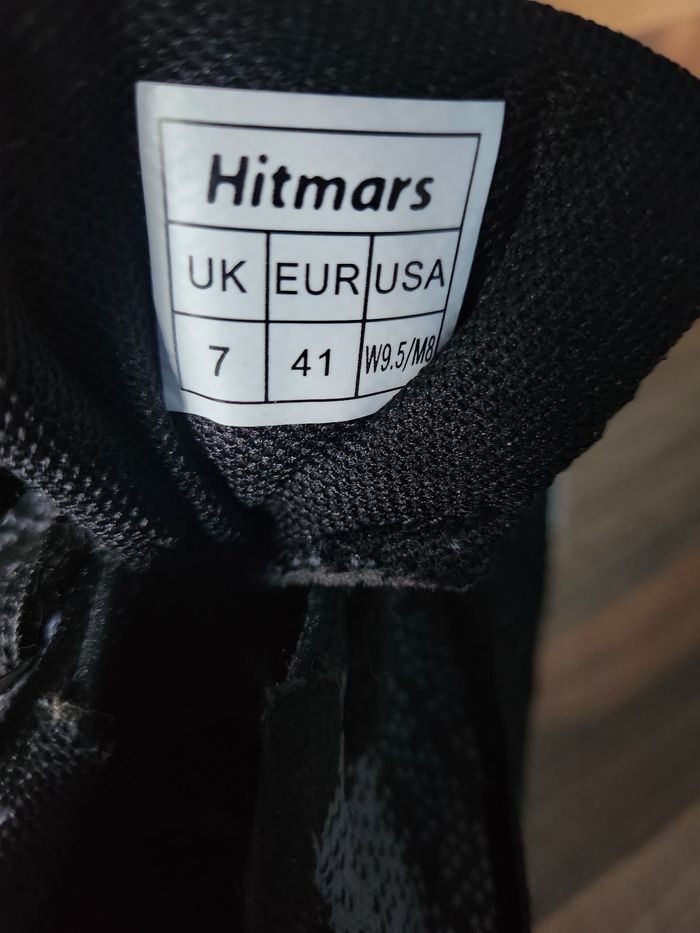 Hitmars
UK EUR USA
7 41 W9.5/M8